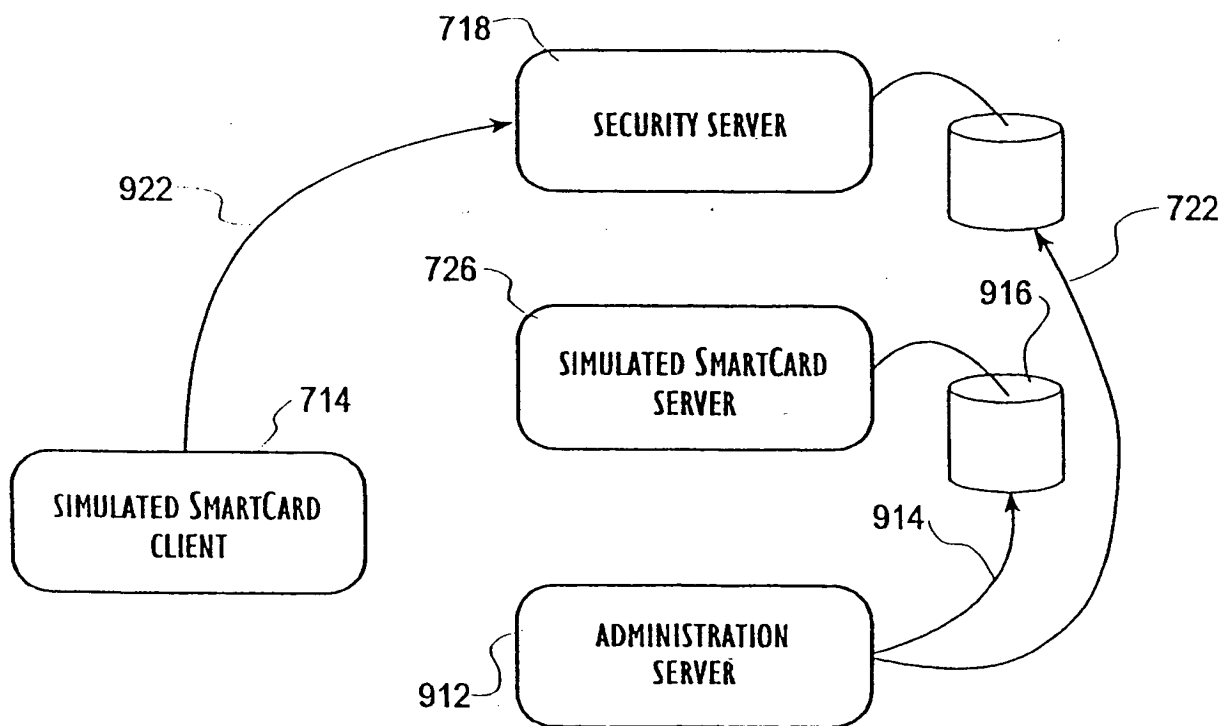 718
SECURITY SERVER
922
722
726
916
SIMULATED SMARTCARD
SERVER
714
SIMULATED SMARTCARD
CLIENT
914
ADMINISTRATION
SERVER
912